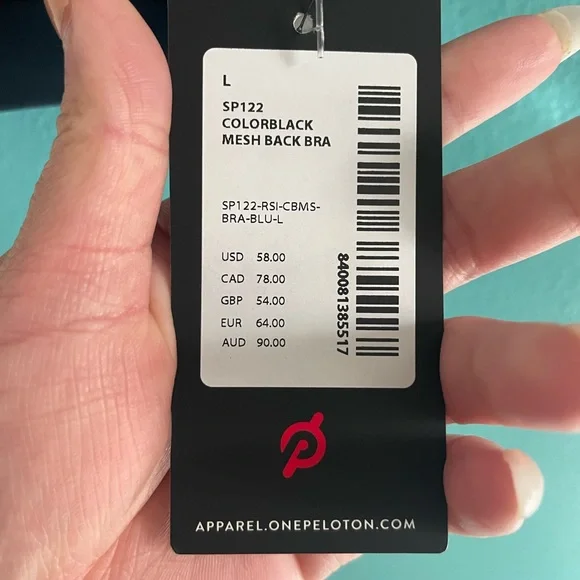 L
SP122
COLORBLACK
MESH BACK BRA
SP122-RSI-CBMS-
BRA-BLU-L
USD 58.00
CAD 78.00
GBP 54.00
EUR 64.00
AUD 90.00
840081385517
APPAREL.ONEPELOTON.COM